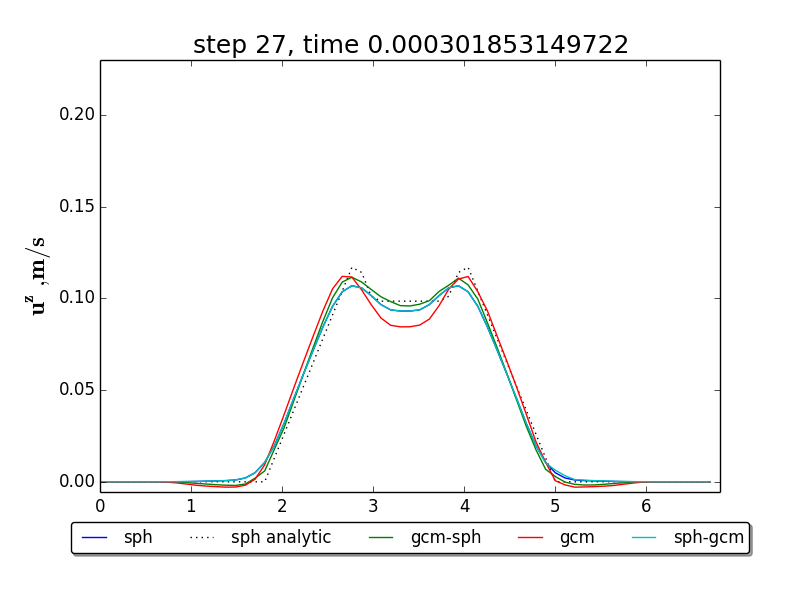 step 27, time 0.000301853149722
u^z ,m/s
0.20
0.15
0.10
0.05
0.00
0 1 2 3 4 5 6
sph sph analytic gcm-sph gcm sph-gcm